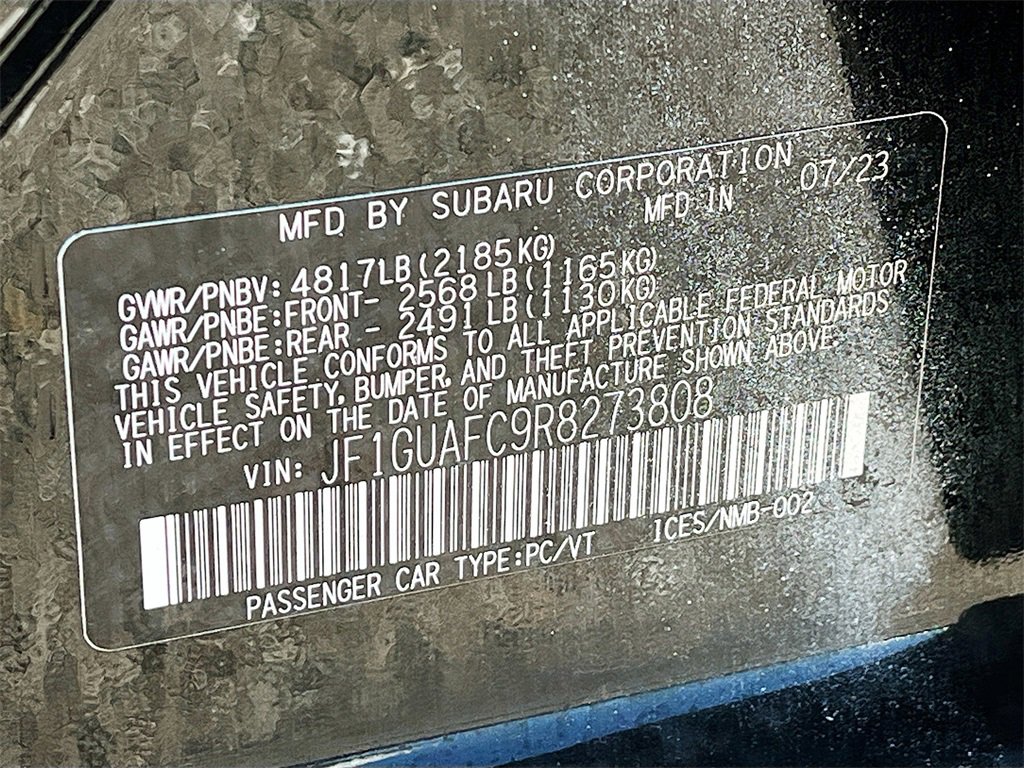 MFD BY SUBARU CORPORATION
MFD IN 07/23
GVWR/PNBV: 4817LB(2185KG)
GAWR/PNBE:FRONT- 2568 LB(1165KG)
GAWR/PNBE:REAR - 2491 LB(1130KG)
THIS VEHICLE CONFORMS TO ALL APPLICABLE FEDERAL MOTOR
VEHICLE SAFETY, BUMPER, AND THEFT PREVENTION STANDARDS
IN EFFECT ON THE DATE OF MANUFACTURE SHOWN ABOVE.
VIN: JF1GUAFC9R8273808
PASSENGER CAR TYPE:PC/VT ICES/NMB-002